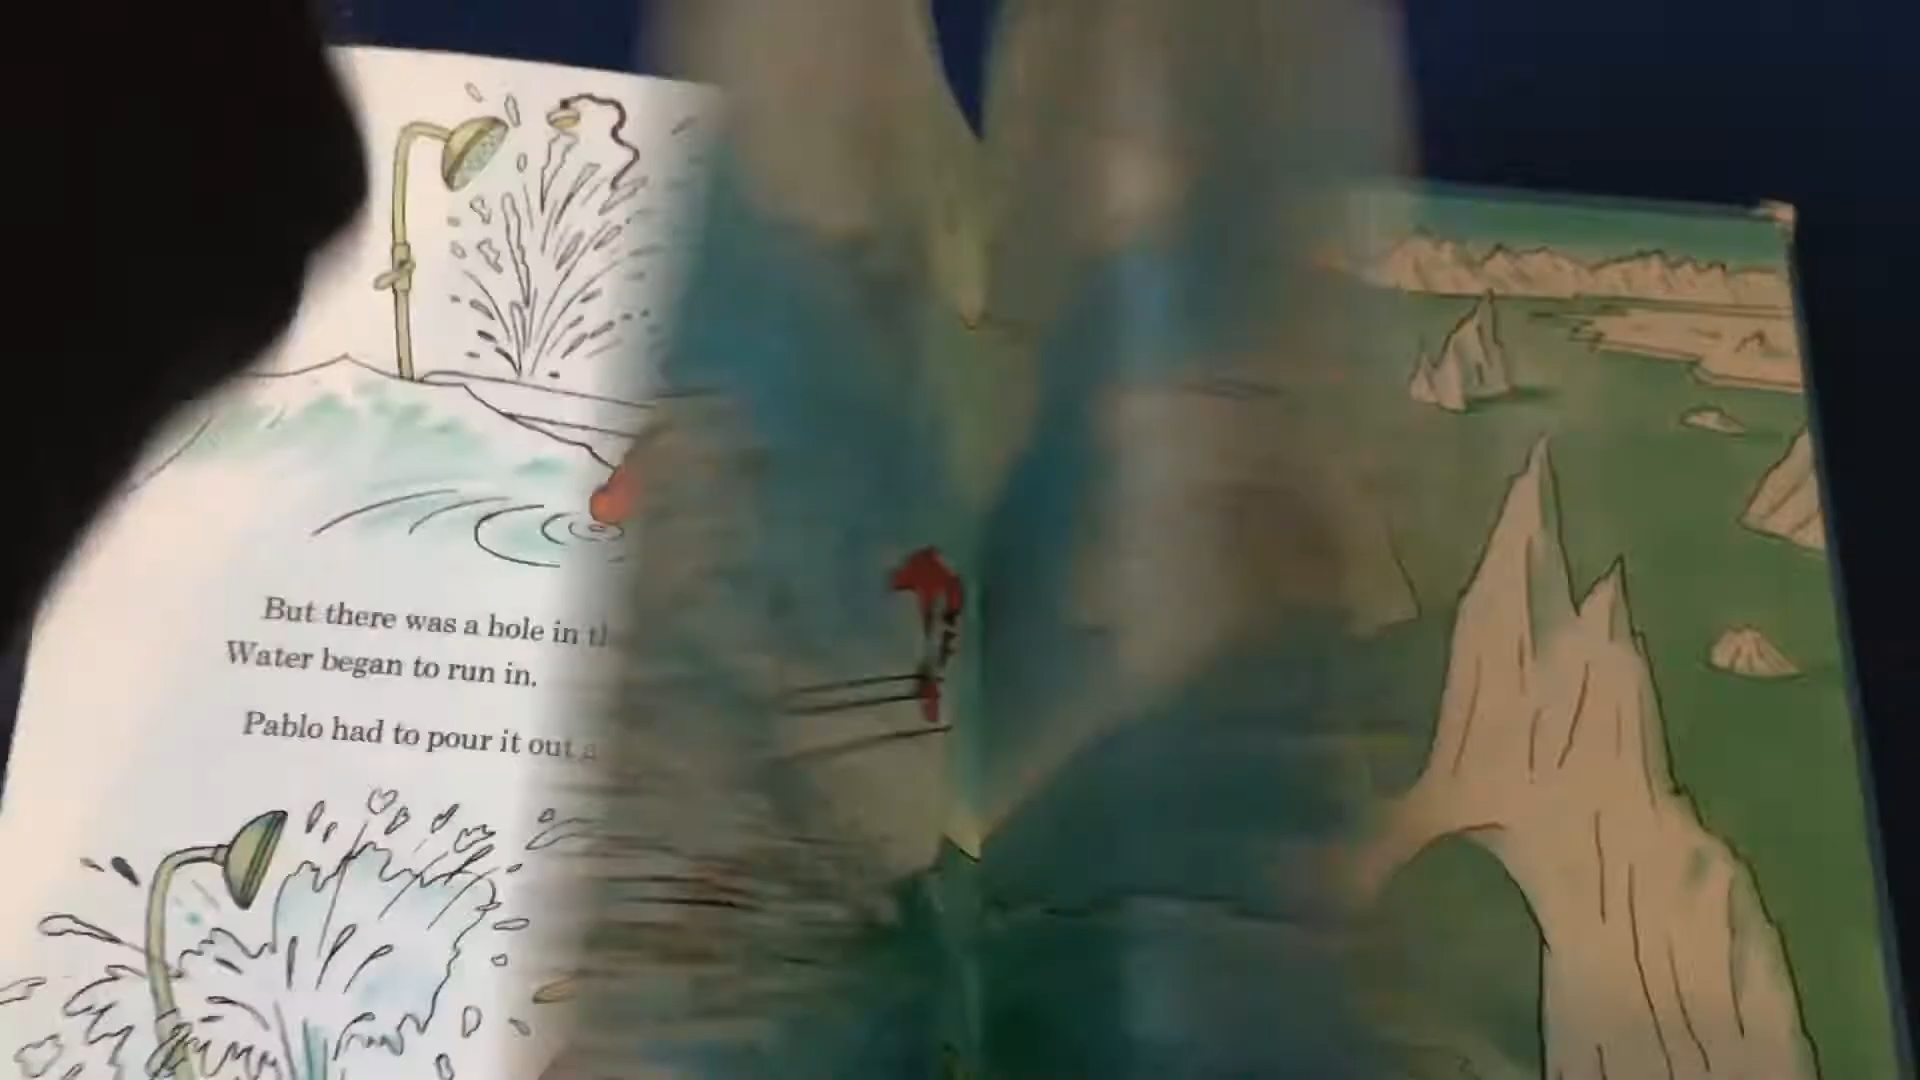 But there was a hole in
Water began to run in.
Pablo had to pour it out